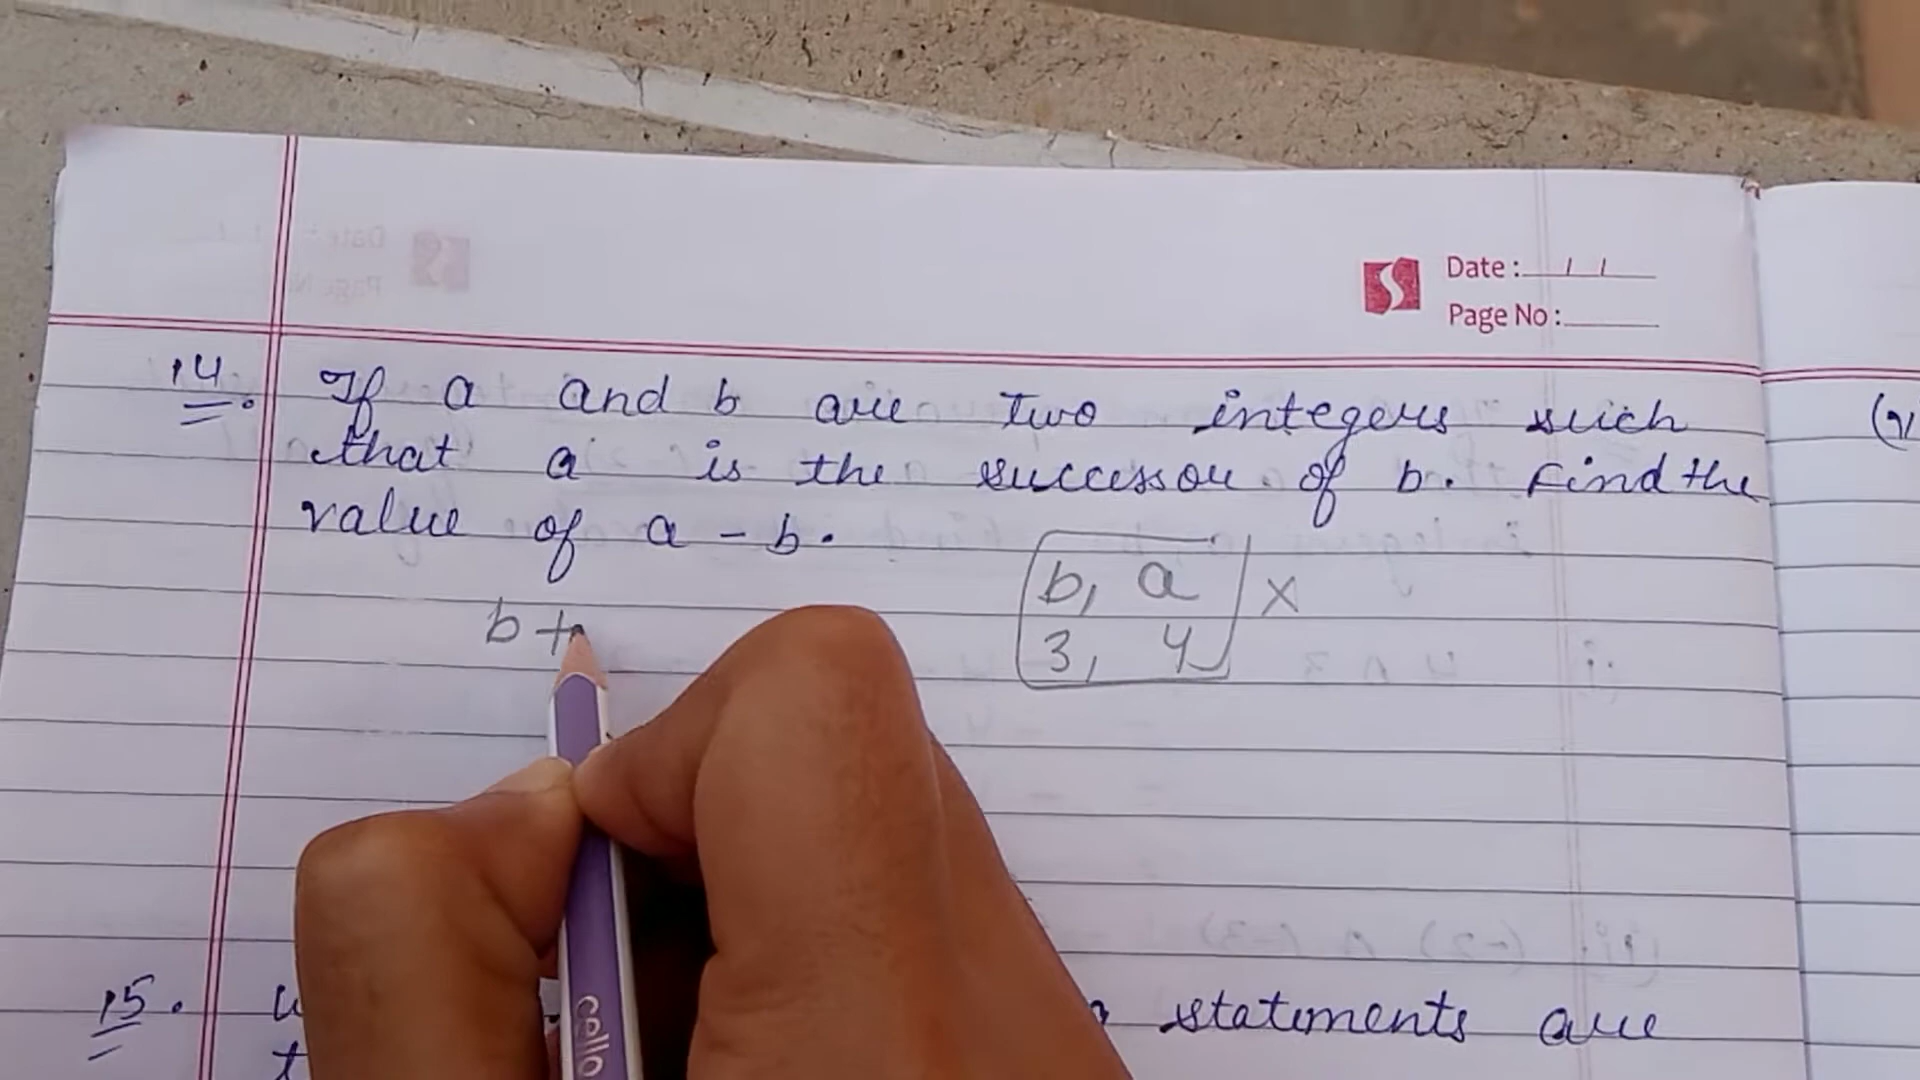 Date : / /
Page No :
14. If a and b are two integers such
that a is the successor of b. Find the
value of a - b.
b, a x
3, 4
b +
15.
statements are
cello